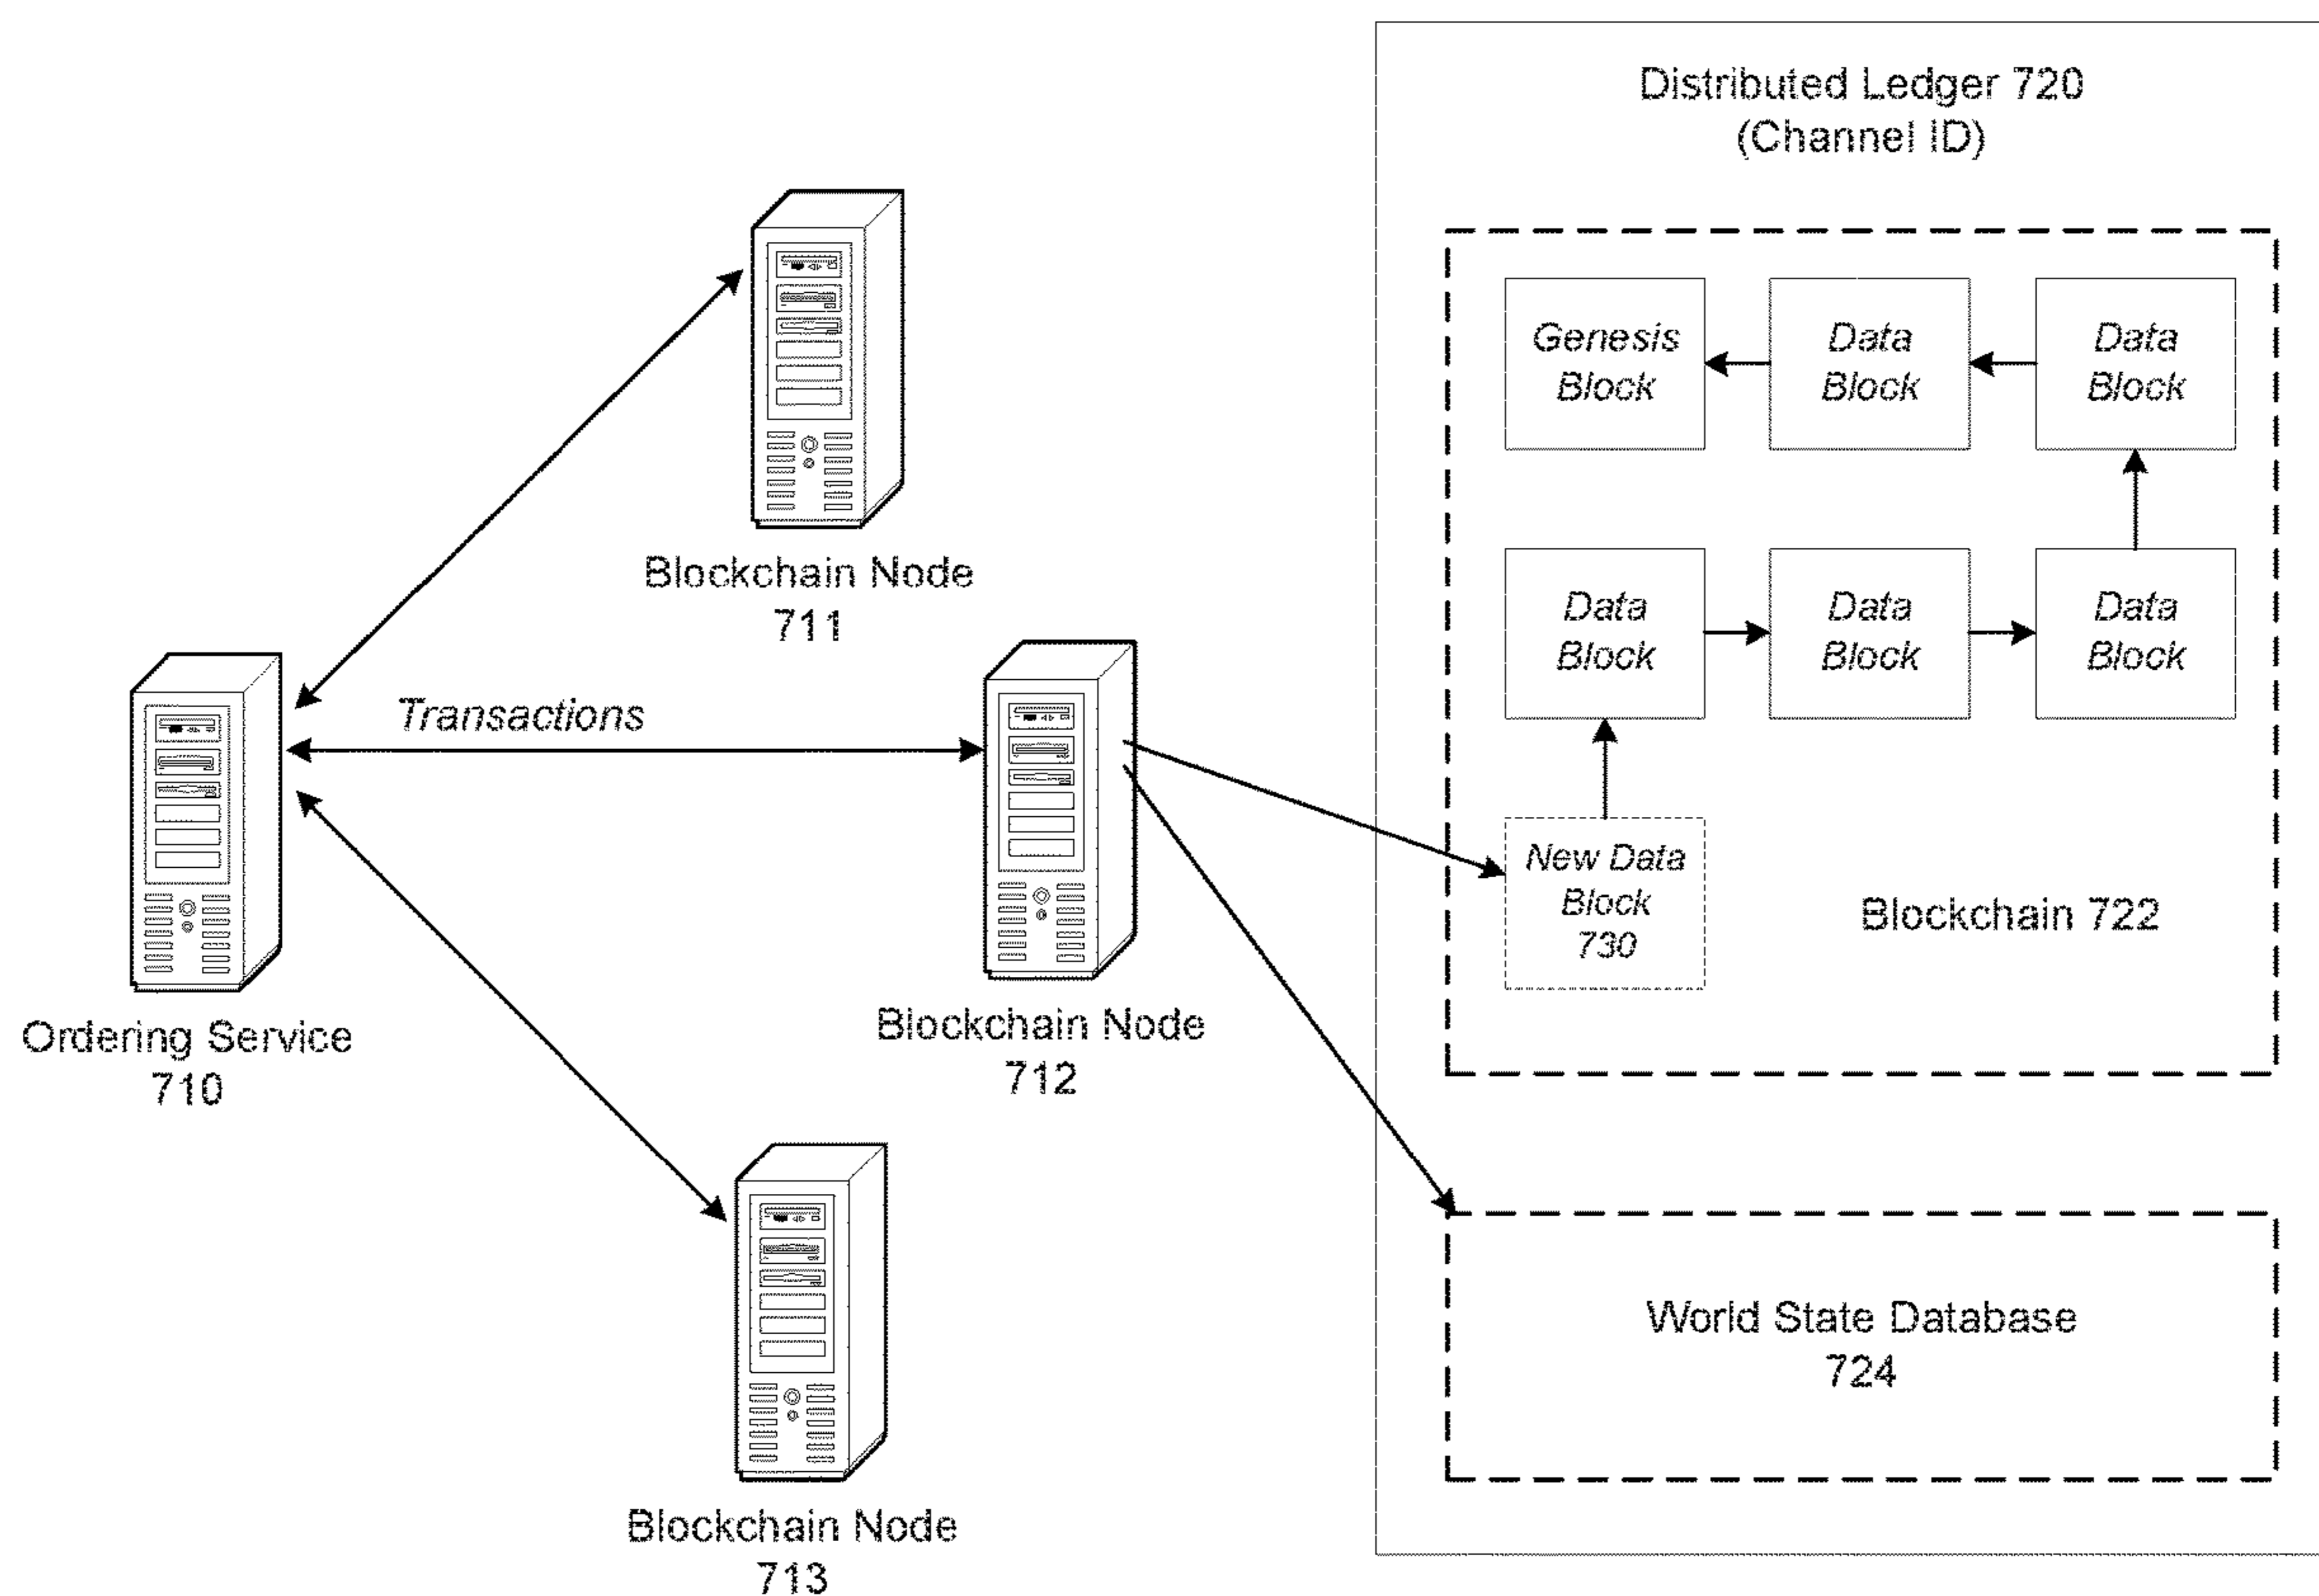 Distributed Ledger 720
(Channel ID)
Genesis
Block
Data
Block
Data
Block
Blockchain Node
711
Data
Block
Data
Block
Data
Block
Transactions
New Data
Block
730
Blockchain 722
Ordering Service
710
Blockchain Node
712
World State Database
724
Blockchain Node
713